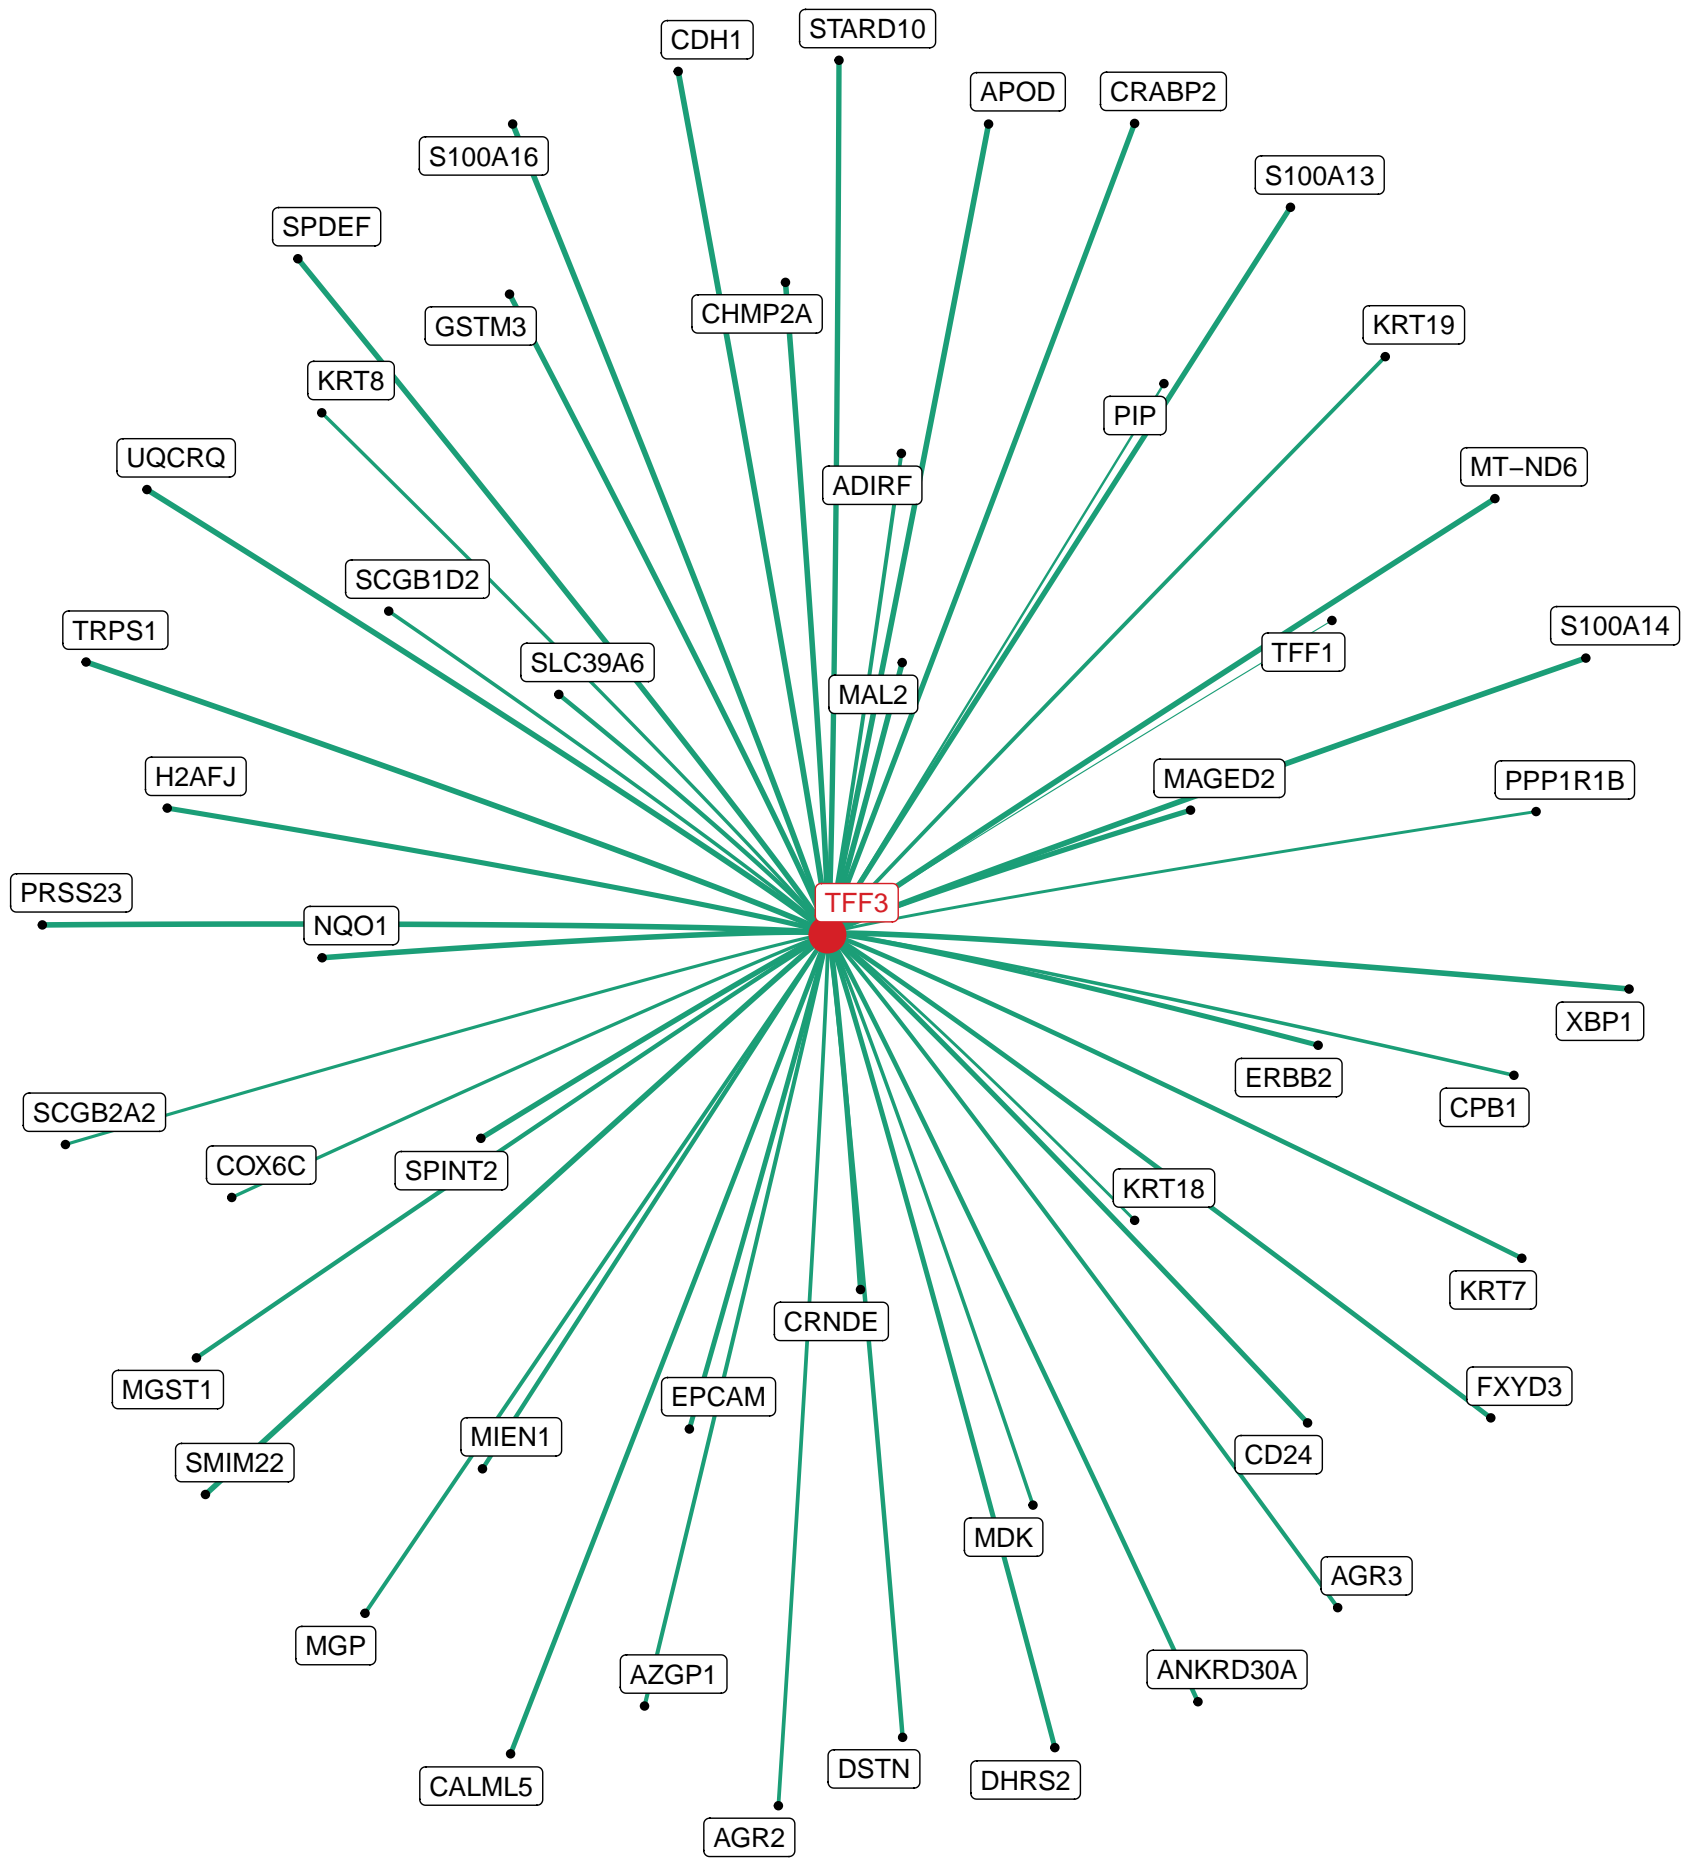 STARD10
CDH1
APOD
CRABP2
S100A16
S100A13
SPDEF
CHMP2A
GSTM3
KRT19
KRT8
PIP
UQCRQ
MT−ND6
ADIRF
SCGB1D2
S100A14
TRPS1
TFF1
SLC39A6
MAL2
H2AFJ
MAGED2
PPP1R1B
PRSS23
TFF3
NQO1
XBP1
ERBB2
CPB1
SCGB2A2
COX6C
SPINT2
KRT18
KRT7
CRNDE
FXYD3
MGST1
EPCAM
MIEN1
CD24
SMIM22
MDK
AGR3
MGP
ANKRD30A
AZGP1
DSTN
DHRS2
CALML5
AGR2